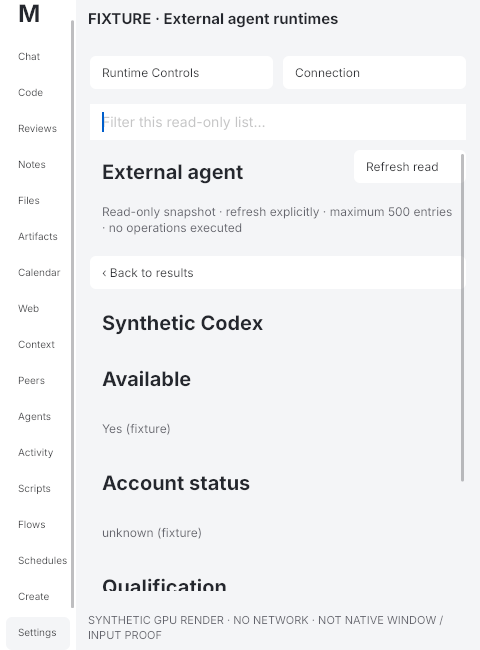 M
Chat
Code
Reviews
Notes
Files
Artifacts
Calendar
Web
Context
Peers
Agents
Activity
Scripts
Flows
Schedules
Create
Settings
FIXTURE · External agent runtimes
Runtime Controls
Connection
Filter this read-only list...
External agent
Refresh read
Read-only snapshot · refresh explicitly · maximum 500 entries
· no operations executed
‹ Back to results
Synthetic Codex
Available
Yes (fixture)
Account status
unknown (fixture)
Qualification
SYNTHETIC GPU RENDER · NO NETWORK · NOT NATIVE WINDOW /
INPUT PROOF